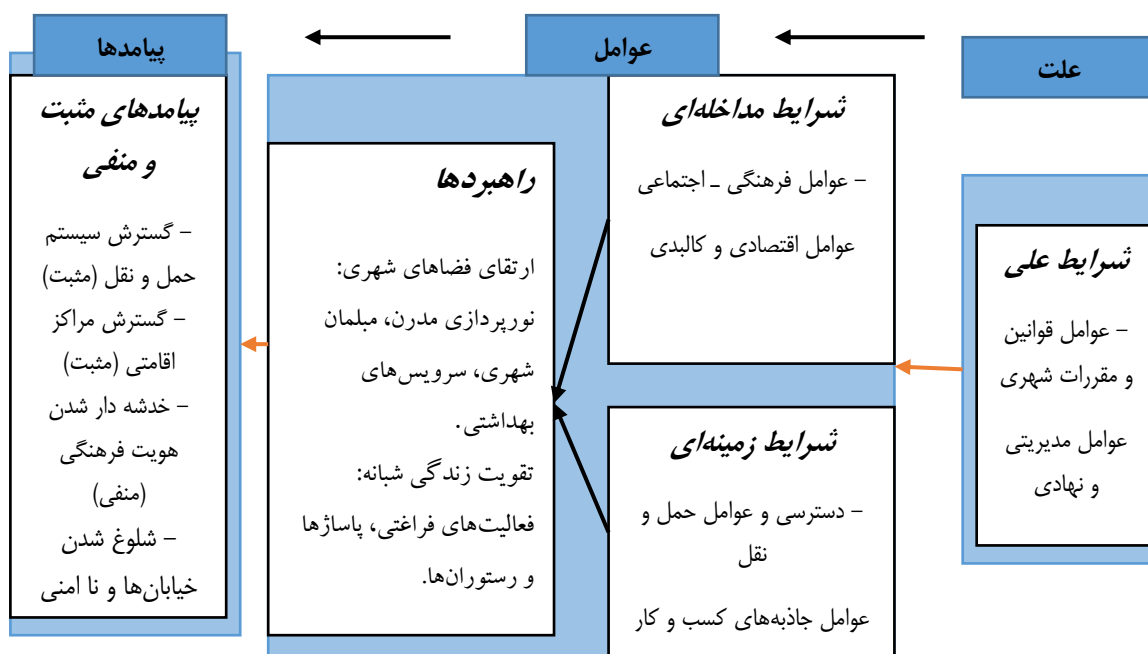 علت
عوامل
پیامدها
شرایط علی
- عوامل قوانین
و مقررات شهری
عوامل مدیریتی
و نهادی
شرایط مداخله‌ای
- عوامل فرهنگی ـ اجتماعی
عوامل اقتصادی و کالبدی
شرایط زمینه‌ای
- دسترسی و عوامل حمل و
نقل
عوامل جاذبه‌های کسب و کار
راهبردها
ارتقای فضاهای شهری:
نورپردازی مدرن، مبلمان
شهری، سرویس‌های
بهداشتی.
تقویت زندگی شبانه:
فعالیت‌های فراغتی، پاساژها
و رستوران‌ها.
پیامدهای مثبت
و منفی
- گسترش سیستم
حمل و نقل (مثبت)
- گسترش مراکز
اقامتی (مثبت)
- خدشه دار شدن
هویت فرهنگی
(منفی)
- شلوغ شدن
خیابان‌ها و نا امنی